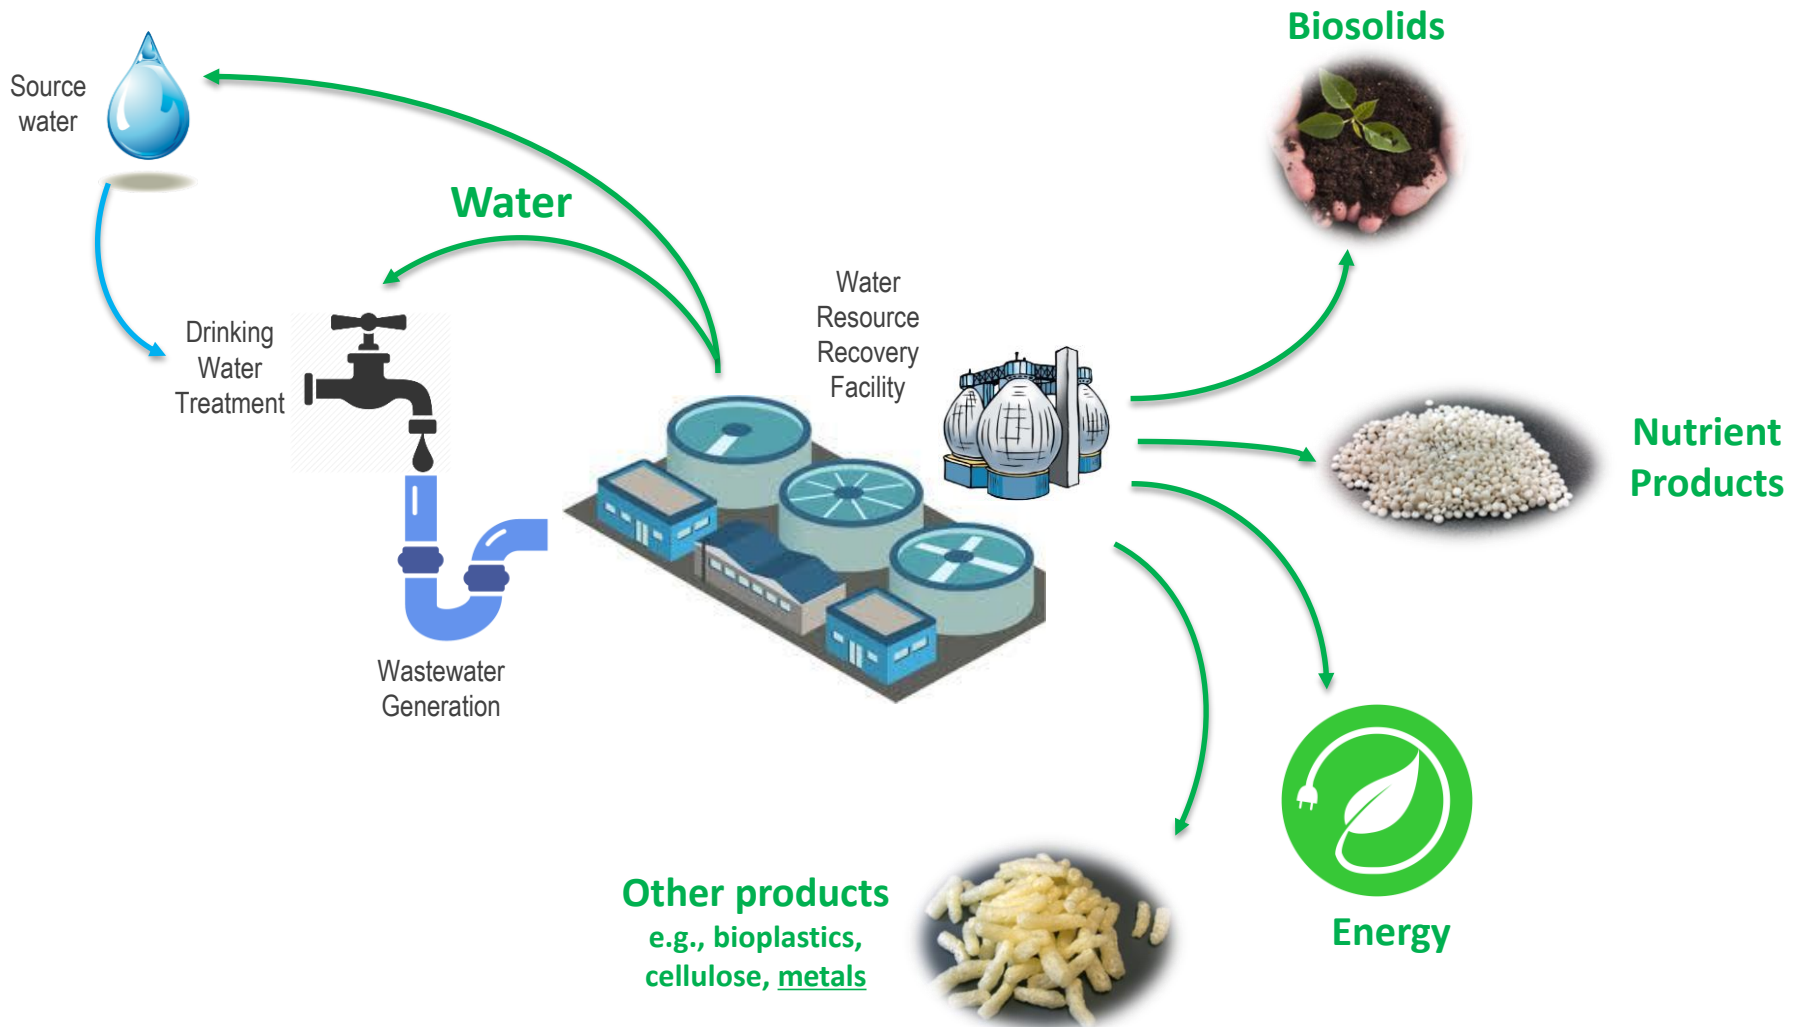 Source
water
Water
Drinking
Water
Treatment
Wastewater
Generation
Water
Resource
Recovery
Facility
Biosolids
Nutrient
Products
Energy
Other products
e.g., bioplastics,
cellulose, metals